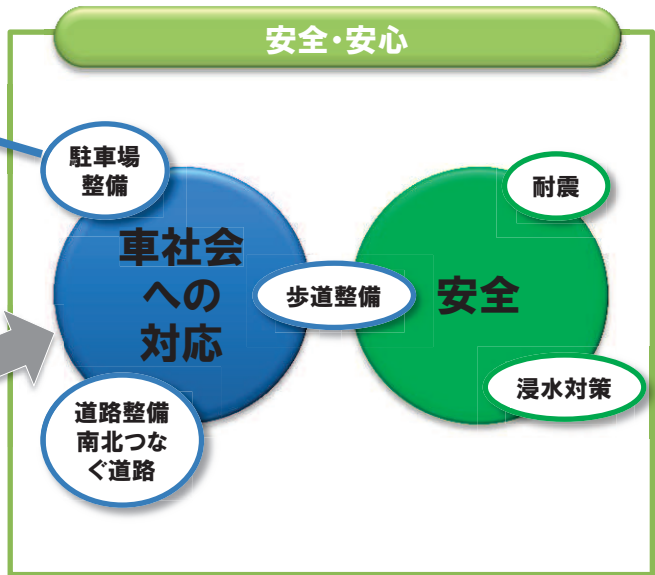 安全・安心
駐車場
整備
車社会
への
対応
道路整備
南北つな
ぐ道路
歩道整備
安全
耐震
浸水対策